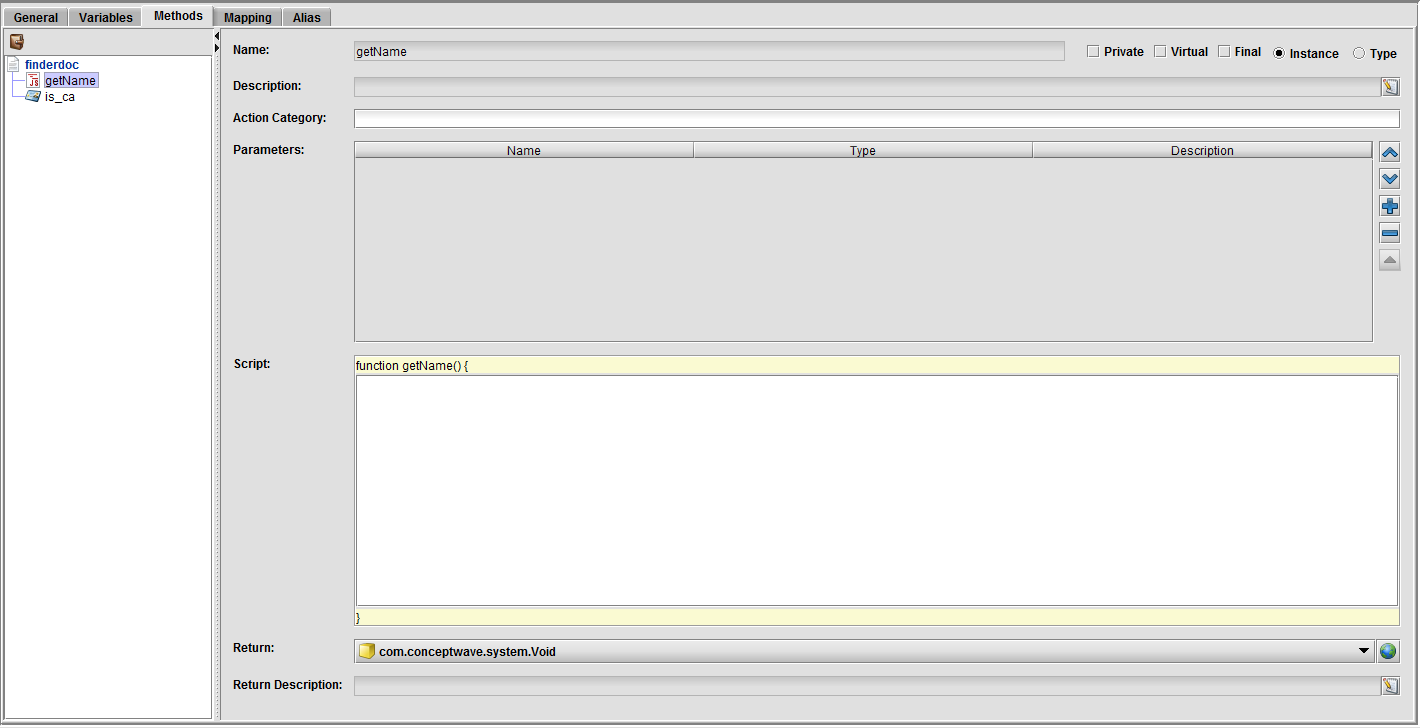 General Variables Methods Mapping Alias
finderdoc
getName
is_ca
Name: getName Private Virtual Final Instance Type
Description:
Action Category:
Parameters: Name Type Description
Script: function getName() {
}
Return: com.conceptwave.system.Void
Return Description: